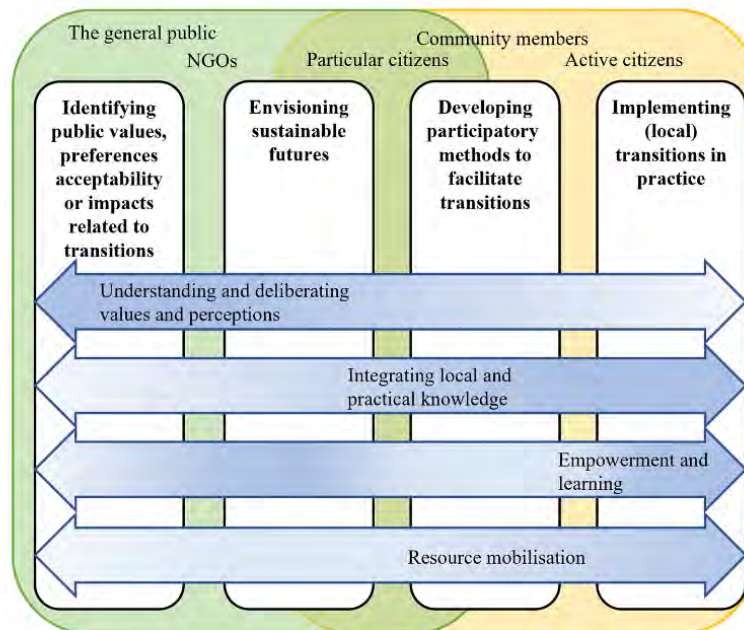 The general public
Community members
NGOs
Particular citizens
Active citizens
Identifying
public values,
preferences
acceptability
or impacts
related to
transitions
Envisioning
sustainable
futures
Developing
participatory
methods to
facilitate
transitions
Implementing
(local)
transitions in
practice
Understanding and deliberating
values and perceptions
Integrating local and
practical knowledge
Empowerment and
learning
Resource mobilisation